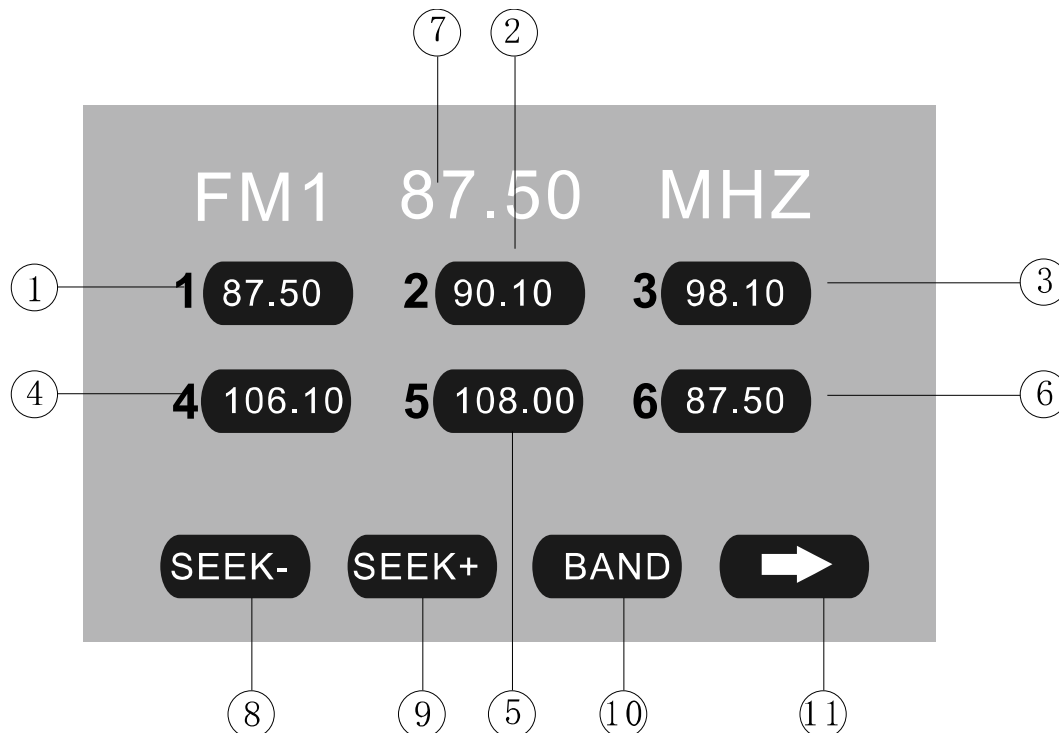 ⑦ ②
FM1 87.50 MHZ
① 1 87.50 2 90.10 3 98.10 ③
④ 4 106.10 5 108.00 6 87.50 ⑥
SEEK- SEEK+ BAND
⑧ ⑨ ⑤ ⑩ ⑪